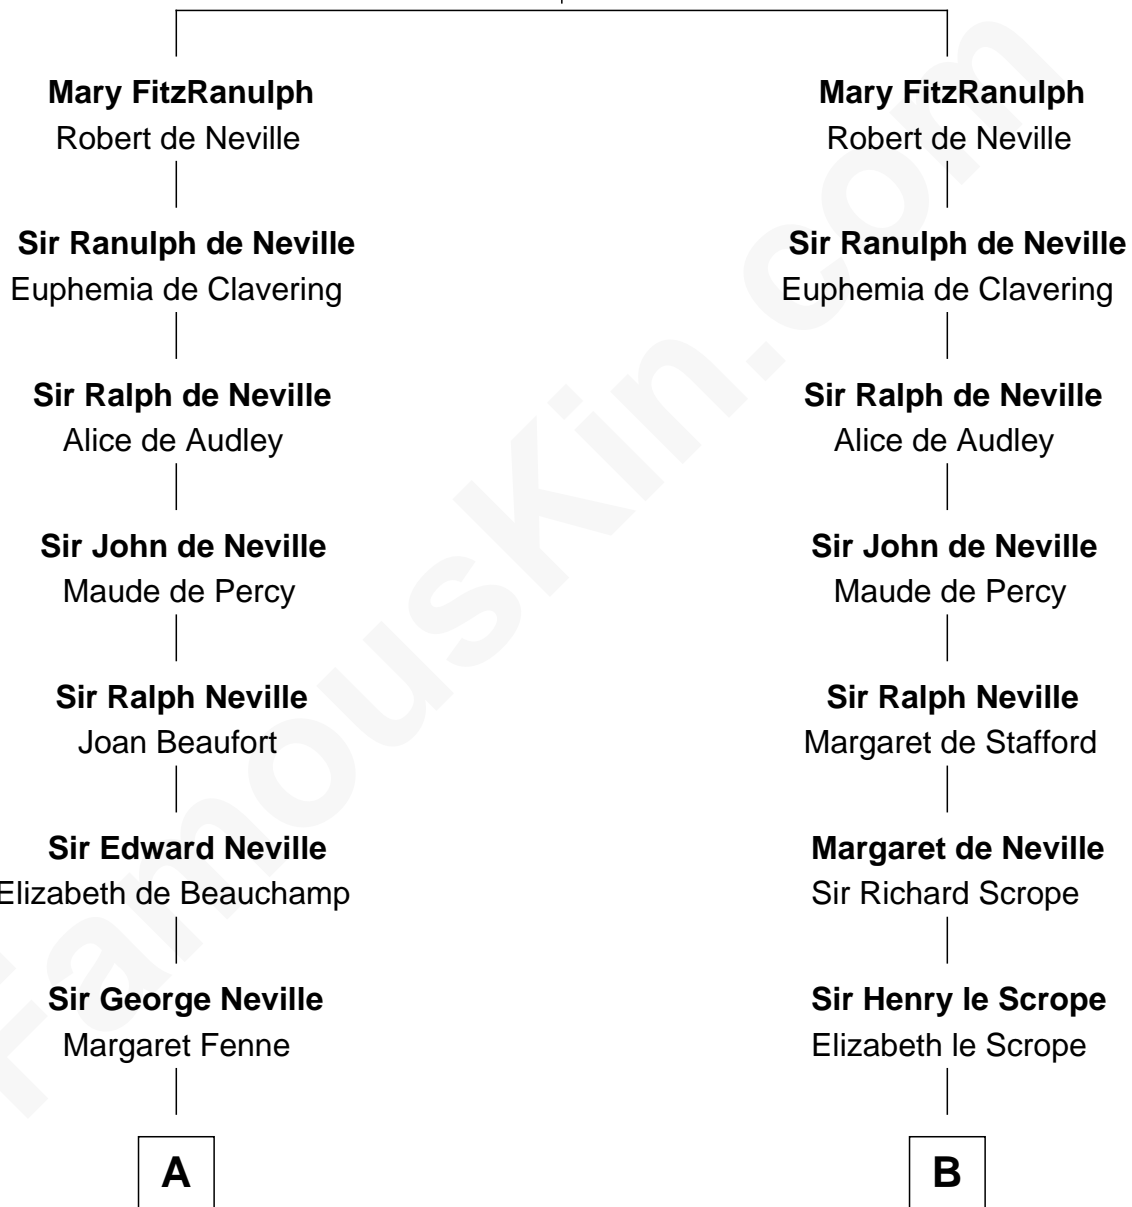 Mary FitzRanulph
Robert de Neville
Sir Ranulph de Neville
Euphemia de Clavering
Sir Ralph de Neville
Alice de Audley
Sir John de Neville
Maude de Percy
Sir Ralph Neville
Joan Beaufort
Sir Edward Neville
Elizabeth de Beauchamp
Sir George Neville
Margaret Fenne
A
Mary FitzRanulph
Robert de Neville
Sir Ranulph de Neville
Euphemia de Clavering
Sir Ralph de Neville
Alice de Audley
Sir John de Neville
Maude de Percy
Sir Ralph Neville
Margaret de Stafford
Margaret de Neville
Sir Richard Scrope
Sir Henry le Scrope
Elizabeth le Scrope
B
FamousKin.com